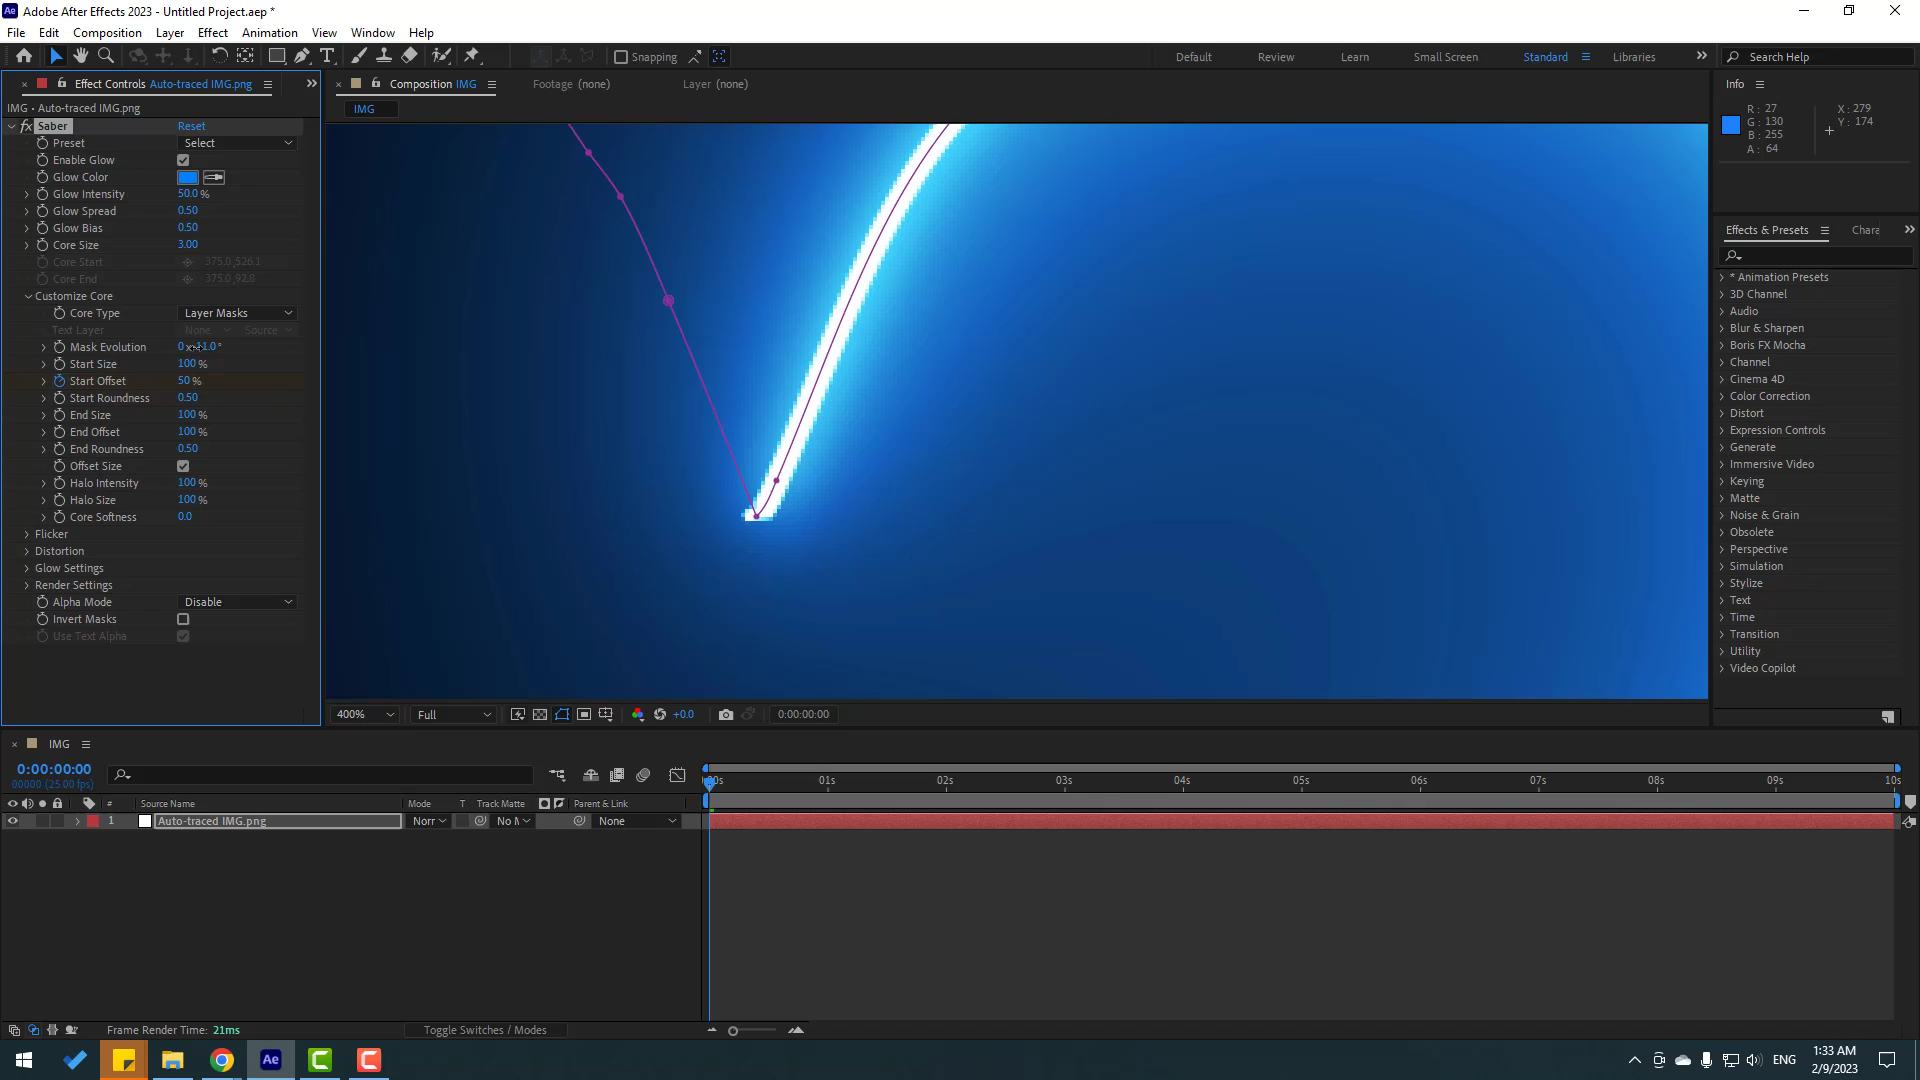 Adobe After Effects 2023 - Untitled Project.aep *
File Edit Composition Layer Effect Animation View Window Help
Snapping
Default Review Learn Small Screen Standard Libraries Search Help
Effect Controls Auto-traced IMG.png
IMG • Auto-traced IMG.png
fx Saber Reset
Preset Select
Enable Glow
Glow Color
Glow Intensity 50.0 %
Glow Spread 0.50
Glow Bias 0.50
Core Size 3.00
Core Start 375.0,526.1
Core End 375.0,92.8
Customize Core
Core Type Layer Masks
Text Layer None Source
Mask Evolution
Start Size 100 %
Start Offset 50 %
Start Roundness 0.50
End Size 100 %
End Offset 100 %
End Roundness 0.50
Offset Size
Halo Intensity 100 %
Halo Size 100 %
Core Softness 0.0
Flicker
Distortion
Glow Settings
Render Settings
Alpha Mode Disable
Invert Masks
Use Text Alpha
Composition IMG Footage (none) Layer (none)
IMG
400% Full +0.0 0:00:00:00
Info
R: 27 X: 279
G: 130 Y: 174
B: 255
A: 64
Effects & Presets Chara
* Animation Presets
3D Channel
Audio
Blur & Sharpen
Boris FX Mocha
Channel
Cinema 4D
Color Correction
Distort
Expression Controls
Generate
Immersive Video
Keying
Matte
Noise & Grain
Obsolete
Perspective
Simulation
Stylize
Text
Time
Transition
Utility
Video Copilot
IMG
0:00:00:00
00000 (25.00 fps)
01s 02s 03s 04s 05s 06s 07s 08s 09s 10s
# Source Name Mode T Track Matte Parent & Link
1 Auto-traced IMG.png Norr No M None
Frame Render Time: 21ms Toggle Switches / Modes
ENG
1:33 AM
2/9/2023